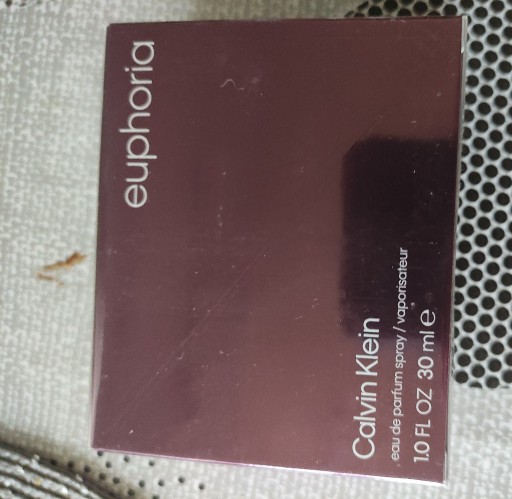 euphoria
Calvin Klein
eau de parfum spray / vaporisateur
1.0 FL OZ 30 ml ℮